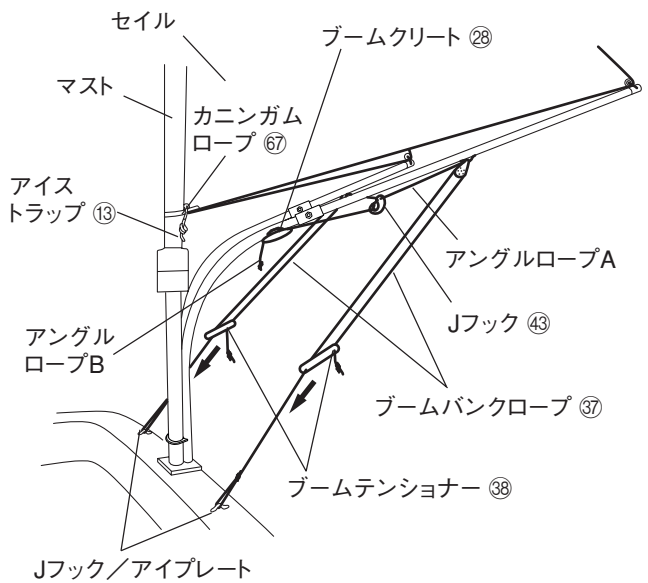 セイル
ブームクリート ㉘
マスト
カニンガム
ロープ 67
アイス
トラップ ⑬
アングルロープA
Jフック ㊸
アングル
ロープB
ブームバンクロープ ㊲
ブームテンショナー ㊳
Jフック／アイプレート